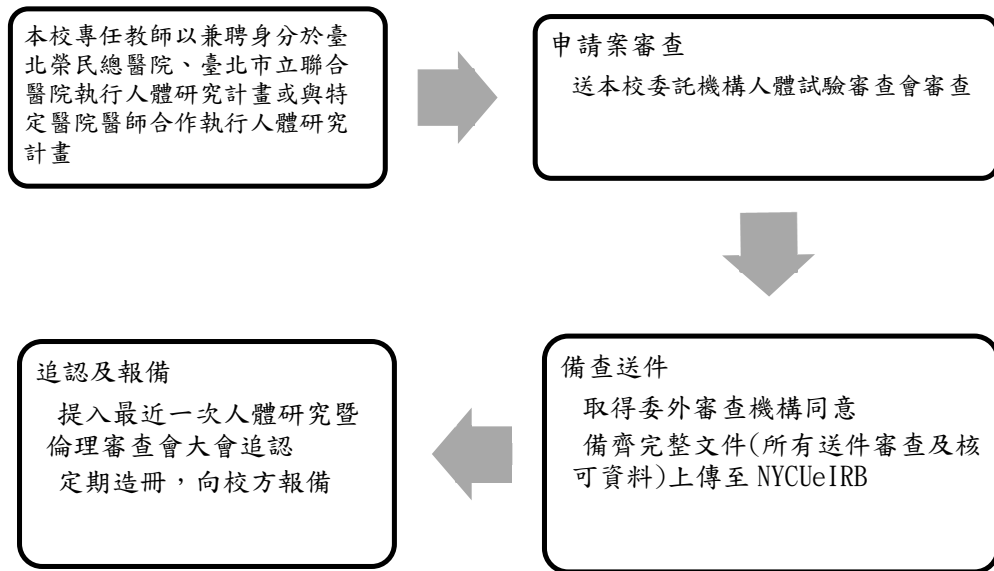 本校專任教師以兼聘身分於臺
北榮民總醫院、臺北市立聯合
醫院執行人體研究計畫或與特
定醫院醫師合作執行人體研究
計畫
申請案審查
送本校委託機構人體試驗審查會審查
備查送件
取得委外審查機構同意
備齊完整文件(所有送件審查及核
可資料)上傳至 NYCUeIRB
追認及報備
提入最近一次人體研究暨
倫理審查會大會追認
定期造冊，向校方報備